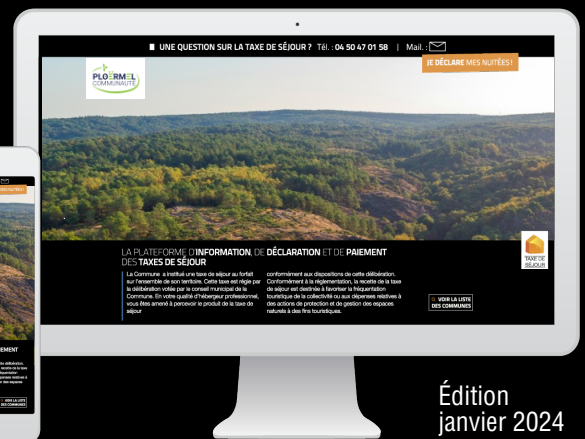 UNE QUESTION SUR LA TAXE DE SÉJOUR ? Tél. : 04 50 47 01 58 | Mail. :
JE DÉCLARE MES NUITÉES !
PLOERMEL
COMMUNAUTÉ
LA PLATEFORME D'INFORMATION, DE DÉCLARATION ET DE PAIEMENT
DES TAXES DE SÉJOUR
La Commune a institué une taxe de séjour au forfait
sur l'ensemble de son territoire. Cette taxe est régie par
la délibération votée par le conseil municipal de la
Commune. En votre qualité d'hébergeur professionnel,
vous êtes amené à percevoir le produit de la taxe de
séjour
conformément aux dispositions de cette délibération.
Conformément à la réglementation, la recette de la taxe
de séjour est destinée à favoriser la fréquentation
touristique de la collectivité ou aux dépenses relatives à
des actions de protection et de gestion des espaces
naturels à des fins touristiques.
TAXE DE
SÉJOUR
VOIR LA LISTE
DES COMMUNES
EMENT
VOIR LA LISTE
DES COMMUNES
Édition
janvier 2024